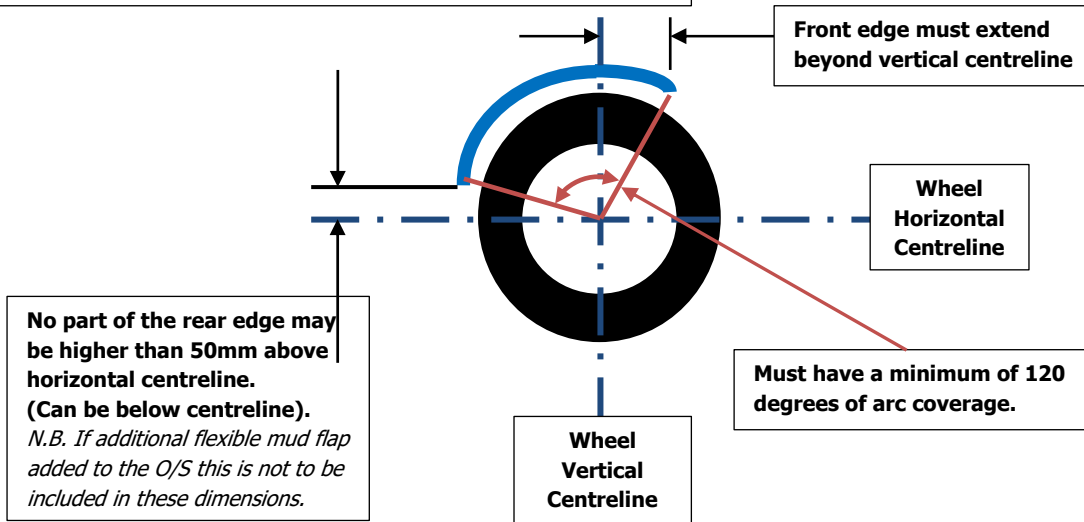 Front edge must extend
beyond vertical centreline
Wheel
Horizontal
Centreline
No part of the rear edge may
be higher than 50mm above
horizontal centreline.
(Can be below centreline).
N.B. If additional flexible mud flap
added to the O/S this is not to be
included in these dimensions.
Must have a minimum of 120
degrees of arc coverage.
Wheel
Vertical
Centreline